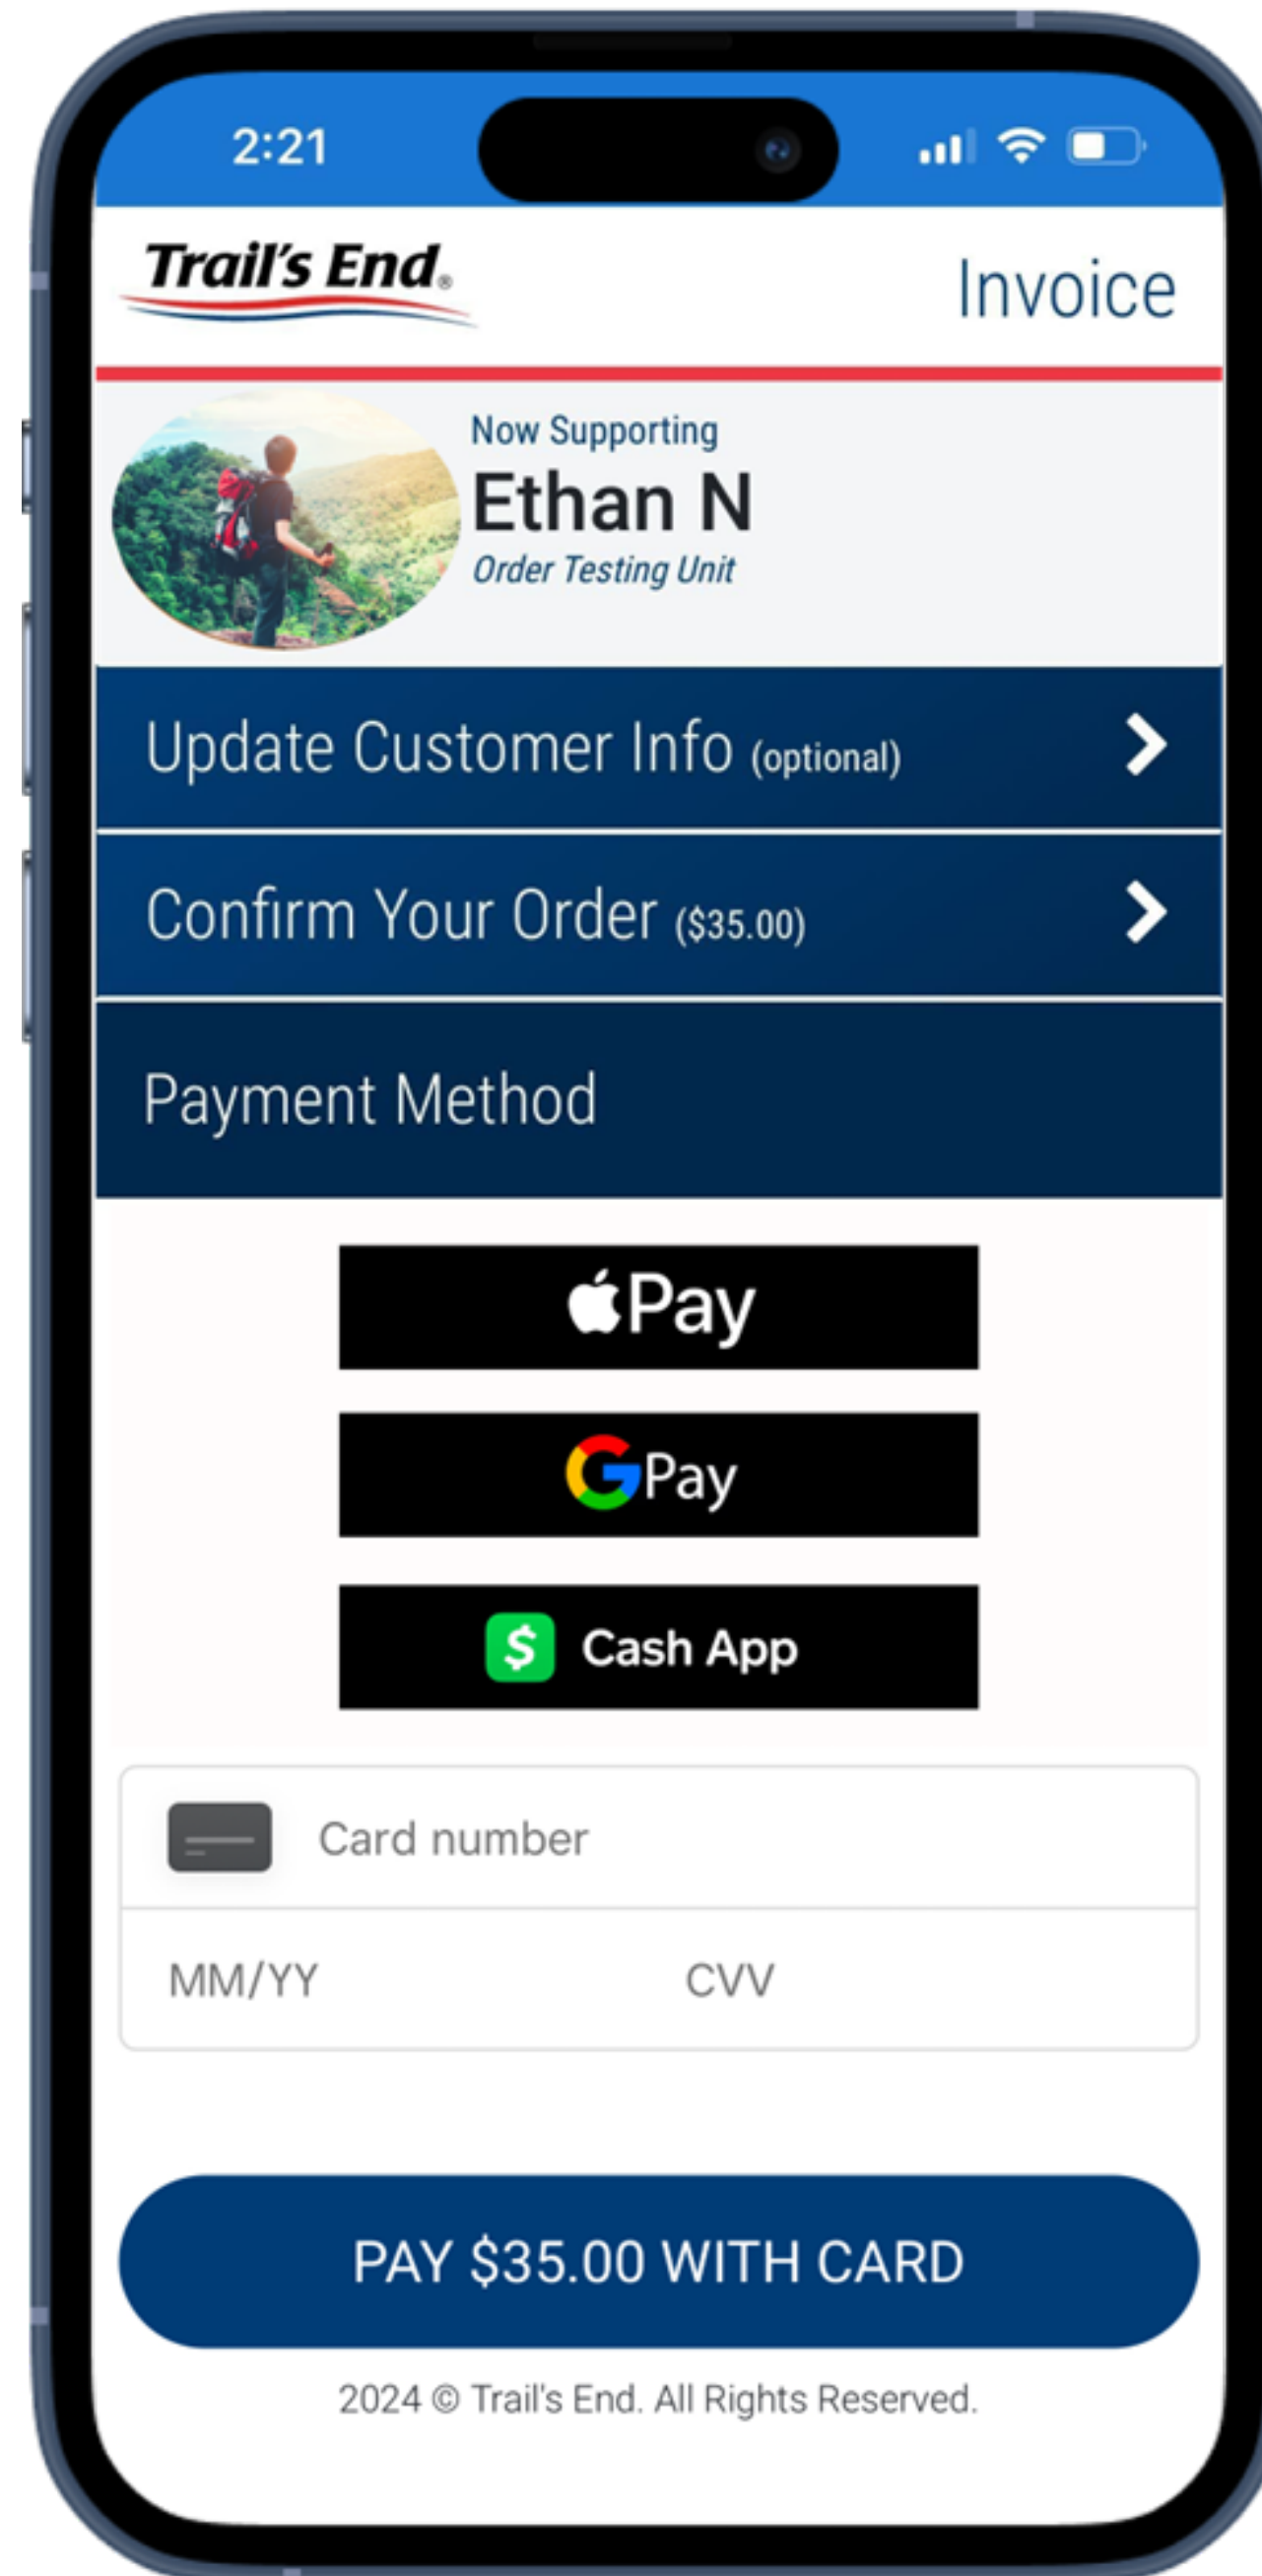 2:21
Trail's End®
Invoice
Now Supporting
Ethan N
Order Testing Unit
Update Customer Info (optional)
Confirm Your Order ($35.00)
Payment Method
Pay
G Pay
$ Cash App
Card number
MM/YY CVV
PAY $35.00 WITH CARD
2024 © Trail's End. All Rights Reserved.